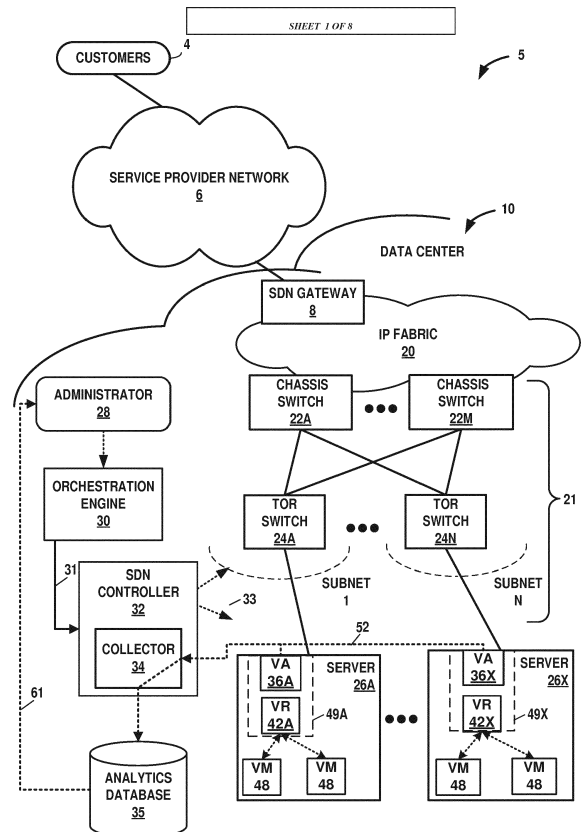 SHEET 1 OF 8
4
CUSTOMERS
5
SERVICE PROVIDER NETWORK
6
10
DATA CENTER
SDN GATEWAY
8
IP FABRIC
20
ADMINISTRATOR
28
CHASSIS
SWITCH
22A
CHASSIS
SWITCH
22M
ORCHESTRATION
ENGINE
30
TOR
SWITCH
24A
TOR
SWITCH
24N
21
31
SDN
CONTROLLER
32
33
SUBNET
1
SUBNET
N
COLLECTOR
34
52
VA
36A
SERVER
26A
VR
42A
49A
VM
48
VM
48
VA
36X
SERVER
26X
VR
42X
49X
VM
48
VM
48
61
ANALYTICS
DATABASE
35